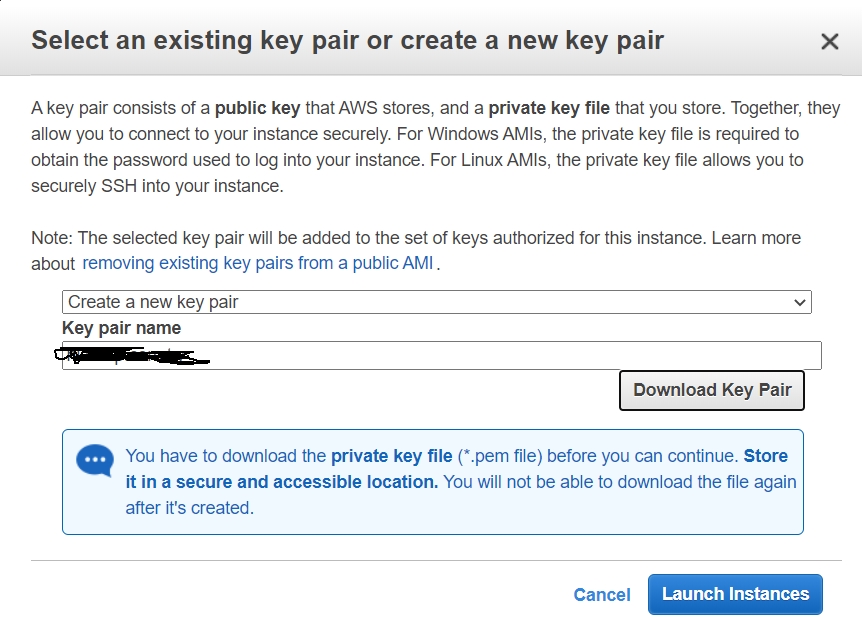 Select an existing key pair or create a new key pair
A key pair consists of a public key that AWS stores, and a private key file that you store. Together, they
allow you to connect to your instance securely. For Windows AMIs, the private key file is required to
obtain the password used to log into your instance. For Linux AMIs, the private key file allows you to
securely SSH into your instance.
Note: The selected key pair will be added to the set of keys authorized for this instance. Learn more
about removing existing key pairs from a public AMI.
Create a new key pair
Key pair name
Download Key Pair
You have to download the private key file (*.pem file) before you can continue. Store
it in a secure and accessible location. You will not be able to download the file again
after it's created.
Cancel Launch Instances